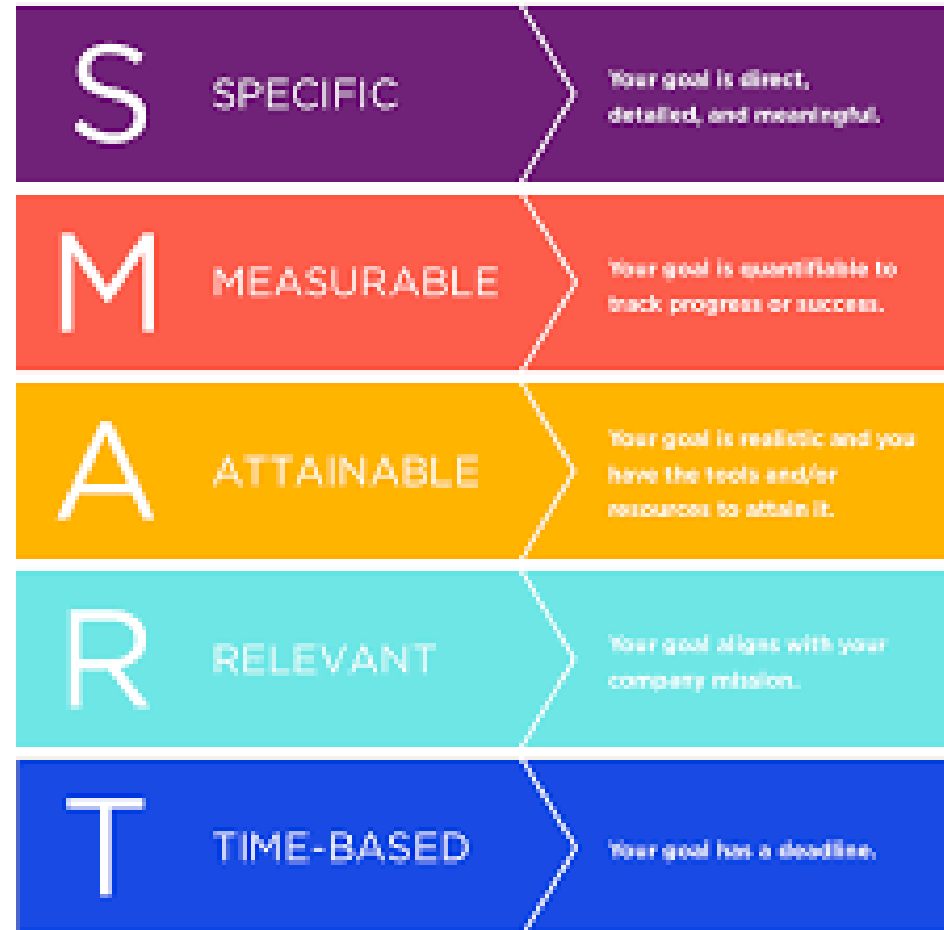 S SPECIFIC
Your goal is direct,
detailed, and meaningful.
M MEASURABLE
Your goal is quantifiable to
track progress or success.
A ATTAINABLE
Your goal is realistic and you
have the tools and/or
resources to attain it.
R RELEVANT
Your goal aligns with your
company mission.
T TIME-BASED
Your goal has a deadline.